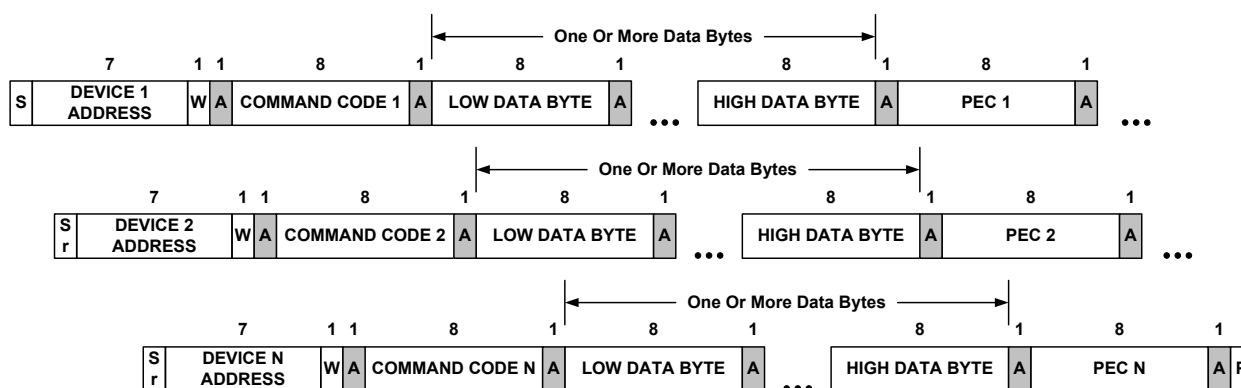 One Or More Data Bytes
7 1 1 8 1 8 1 8 1 8 1
S DEVICE 1 ADDRESS W A COMMAND CODE 1 A LOW DATA BYTE A ••• HIGH DATA BYTE A PEC 1 A •••
One Or More Data Bytes
7 1 1 8 1 8 1 8 1 8 1
Sr DEVICE 2 ADDRESS W A COMMAND CODE 2 A LOW DATA BYTE A ••• HIGH DATA BYTE A PEC 2 A •••
One Or More Data Bytes
7 1 1 8 1 8 1 8 1 8 1
Sr DEVICE N ADDRESS W A COMMAND CODE N A LOW DATA BYTE A ••• HIGH DATA BYTE A PEC N A P